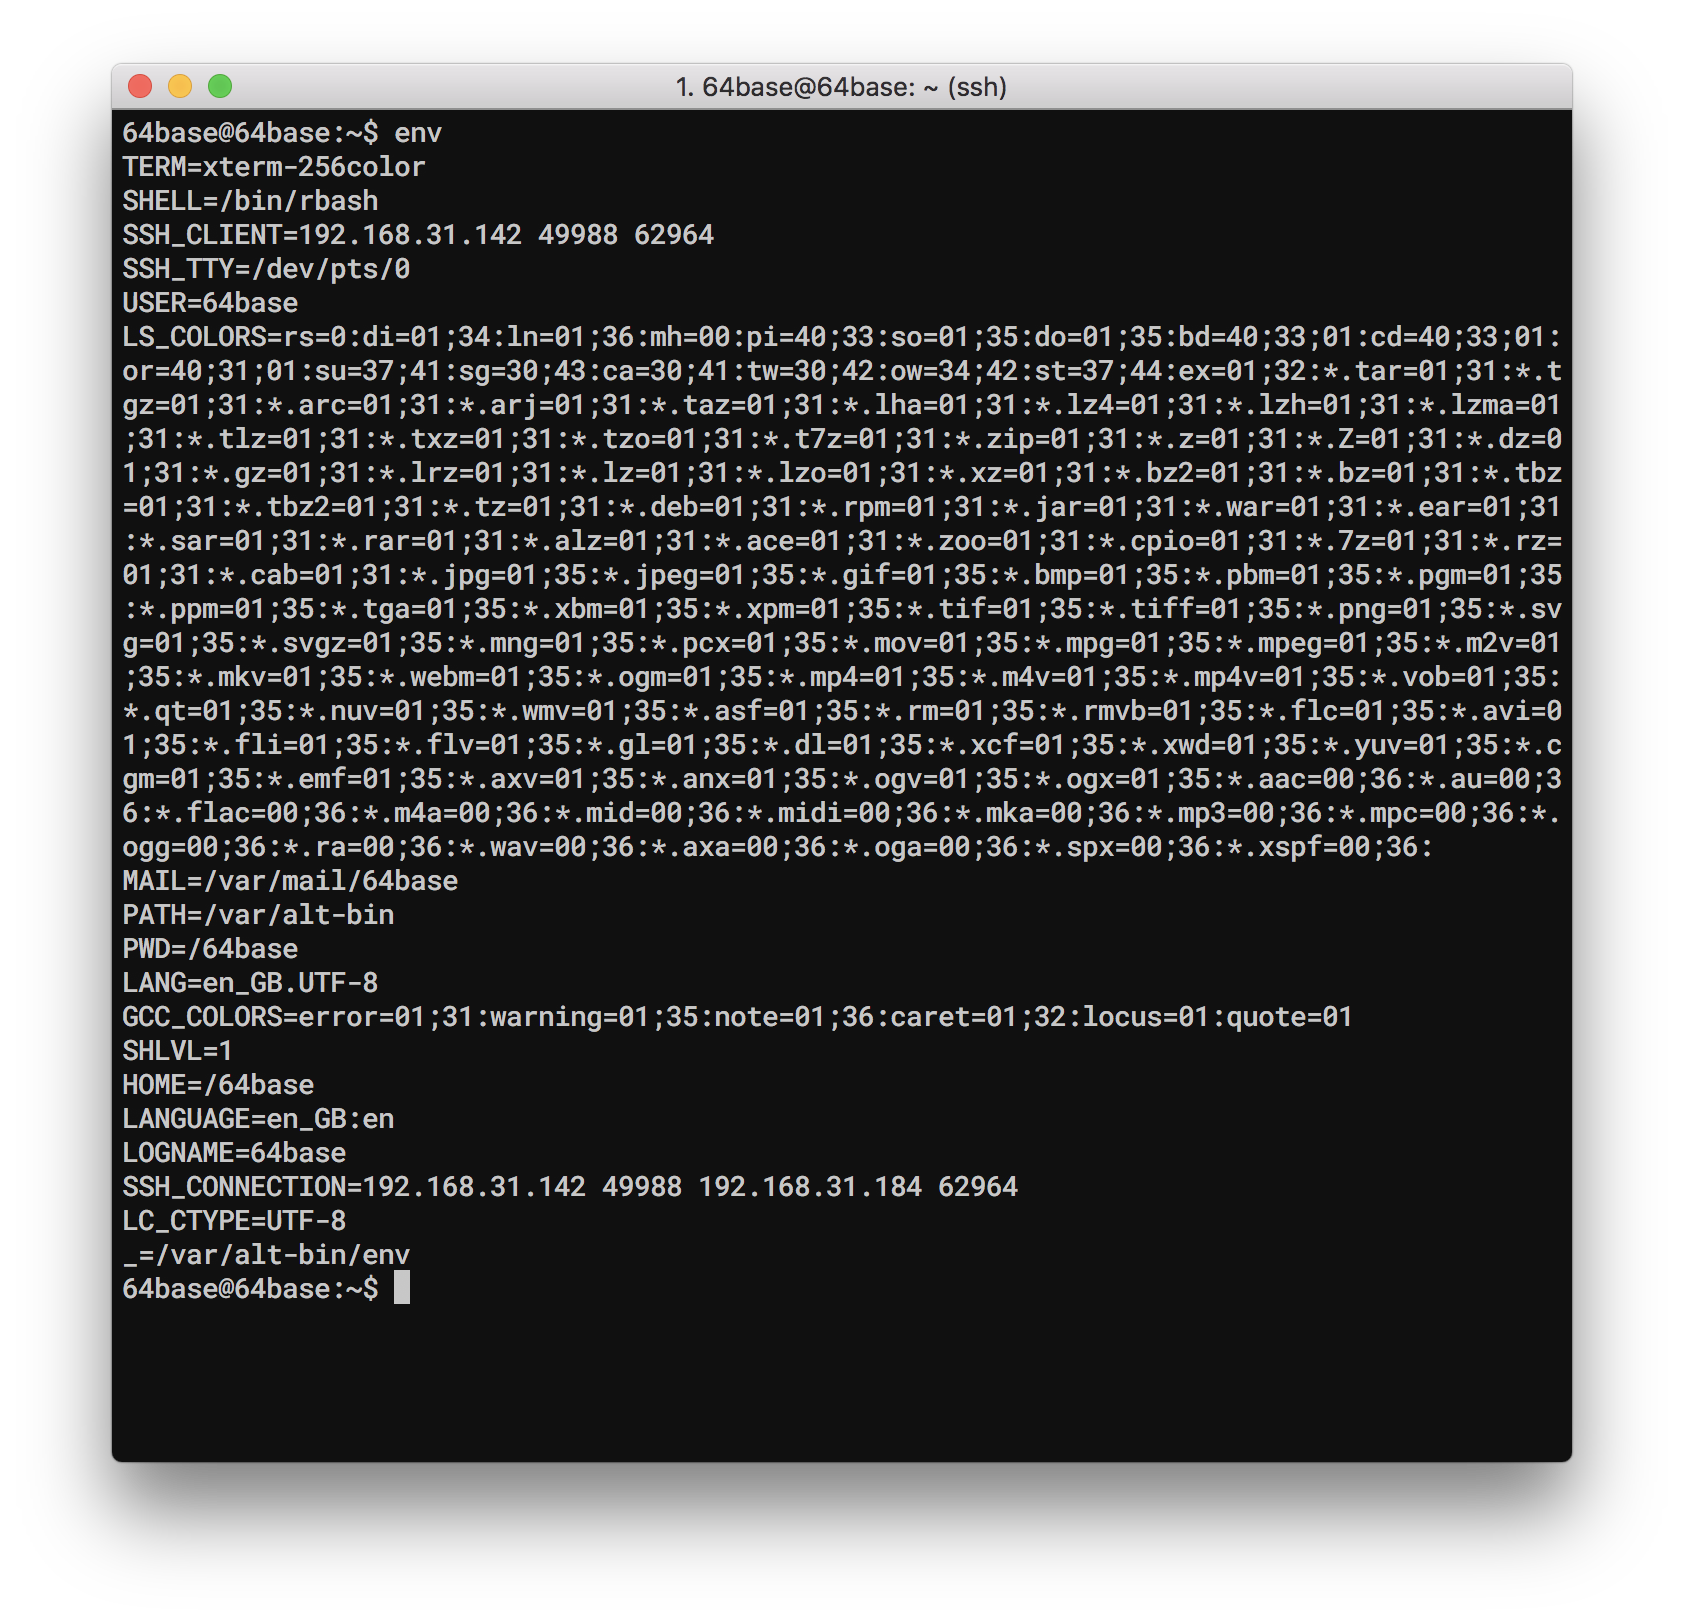 1. 64base@64base: ~ (ssh)
64base@64base:~$ env
TERM=xterm-256color
SHELL=/bin/rbash
SSH_CLIENT=192.168.31.142 49988 62964
SSH_TTY=/dev/pts/0
USER=64base
LS_COLORS=rs=0:di=01;34:ln=01;36:mh=00:pi=40;33:so=01;35:do=01;35:bd=40;33;01:cd=40;33;01:
or=40;31;01:su=37;41:sg=30;43:ca=30;41:tw=30;42:ow=34;42:st=37;44:ex=01;32:*.tar=01;31:*.t
gz=01;31:*.arc=01;31:*.arj=01;31:*.taz=01;31:*.lha=01;31:*.lz4=01;31:*.lzh=01;31:*.lzma=01
;31:*.tlz=01;31:*.txz=01;31:*.tzo=01;31:*.t7z=01;31:*.zip=01;31:*.z=01;31:*.Z=01;31:*.dz=0
1;31:*.gz=01;31:*.lrz=01;31:*.lz=01;31:*.lzo=01;31:*.xz=01;31:*.bz2=01;31:*.bz=01;31:*.tbz
=01;31:*.tbz2=01;31:*.tz=01;31:*.deb=01;31:*.rpm=01;31:*.jar=01;31:*.war=01;31:*.ear=01;31
:*.sar=01;31:*.rar=01;31:*.alz=01;31:*.ace=01;31:*.zoo=01;31:*.cpio=01;31:*.7z=01;31:*.rz=
01;31:*.cab=01;31:*.jpg=01;35:*.jpeg=01;35:*.gif=01;35:*.bmp=01;35:*.pbm=01;35:*.pgm=01;35
:*.ppm=01;35:*.tga=01;35:*.xbm=01;35:*.xpm=01;35:*.tif=01;35:*.tiff=01;35:*.png=01;35:*.sv
g=01;35:*.svgz=01;35:*.mng=01;35:*.pcx=01;35:*.mov=01;35:*.mpg=01;35:*.mpeg=01;35:*.m2v=01
;35:*.mkv=01;35:*.webm=01;35:*.ogm=01;35:*.mp4=01;35:*.m4v=01;35:*.mp4v=01;35:*.vob=01;35:
*.qt=01;35:*.nuv=01;35:*.wmv=01;35:*.asf=01;35:*.rm=01;35:*.rmvb=01;35:*.flc=01;35:*.avi=0
1;35:*.fli=01;35:*.flv=01;35:*.gl=01;35:*.dl=01;35:*.xcf=01;35:*.xwd=01;35:*.yuv=01;35:*.c
gm=01;35:*.emf=01;35:*.axv=01;35:*.anx=01;35:*.ogv=01;35:*.ogx=01;35:*.aac=00;36:*.au=00;3
6:*.flac=00;36:*.m4a=00;36:*.mid=00;36:*.midi=00;36:*.mka=00;36:*.mp3=00;36:*.mpc=00;36:*.
ogg=00;36:*.ra=00;36:*.wav=00;36:*.axa=00;36:*.oga=00;36:*.spx=00;36:*.xspf=00;36:
MAIL=/var/mail/64base
PATH=/var/alt-bin
PWD=/64base
LANG=en_GB.UTF-8
GCC_COLORS=error=01;31:warning=01;35:note=01;36:caret=01;32:locus=01:quote=01
SHLVL=1
HOME=/64base
LANGUAGE=en_GB:en
LOGNAME=64base
SSH_CONNECTION=192.168.31.142 49988 192.168.31.184 62964
LC_CTYPE=UTF-8
_=/var/alt-bin/env
64base@64base:~$